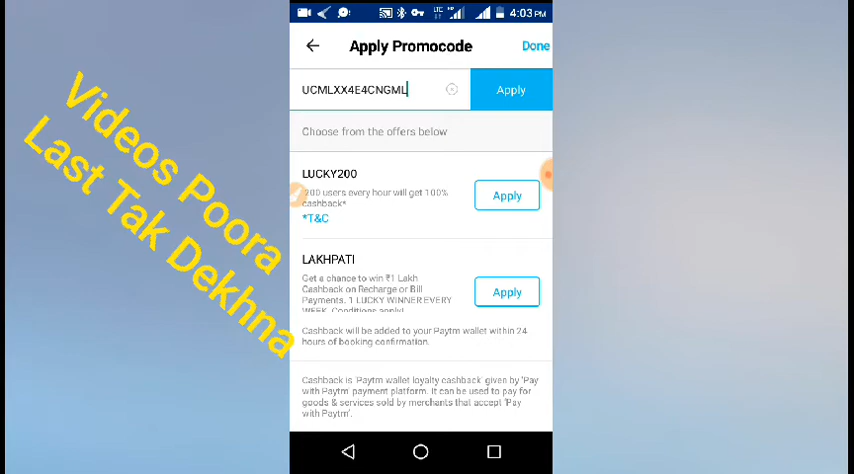 LTE
4:03 PM
Apply Promocode
Done
UCMLXX4E4CNGML
Apply
Choose from the offers below
LUCKY200
200 users every hour will get 100%
cashback*
*T&C
Apply
LAKHPATI
Get a chance to win ₹1 Lakh
Cashback on Recharge or Bill
Payments. 1 LUCKY WINNER EVERY
WEEK. Conditions apply!
Apply
Cashback will be added to your Paytm wallet within 24
hours of booking confirmation.
Cashback is 'Paytm wallet loyalty cashback' given by 'Pay
with Paytm' payment platform. It can be used to pay for
goods & services sold by merchants that accept 'Pay
with Paytm'.
Videos Poora
Last Tak Dekhna